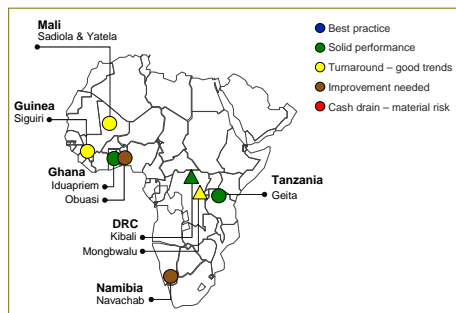 Mali
Sadiola & Yatela
Guinea
Siguiri
Ghana
Iduapriem
Obuasi
DRC
Kibali
Mongbwalu
Namibia
Navachab
Tanzania
Geita
Best practice
Solid performance
Turnaround – good trends
Improvement needed
Cash drain – material risk